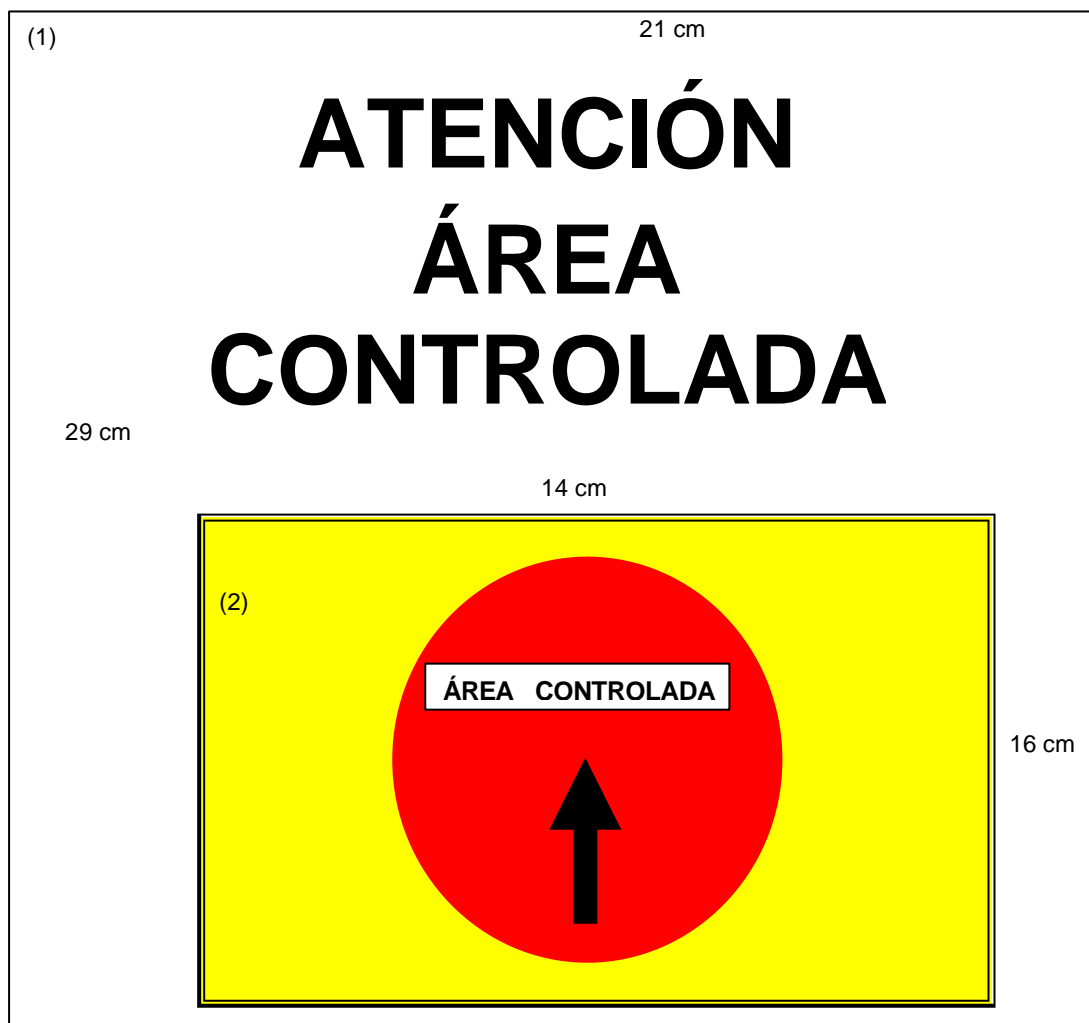 (1)
21 cm
ATENCIÓN
ÁREA
CONTROLADA
29 cm
14 cm
(2)
ÁREA CONTROLADA
16 cm